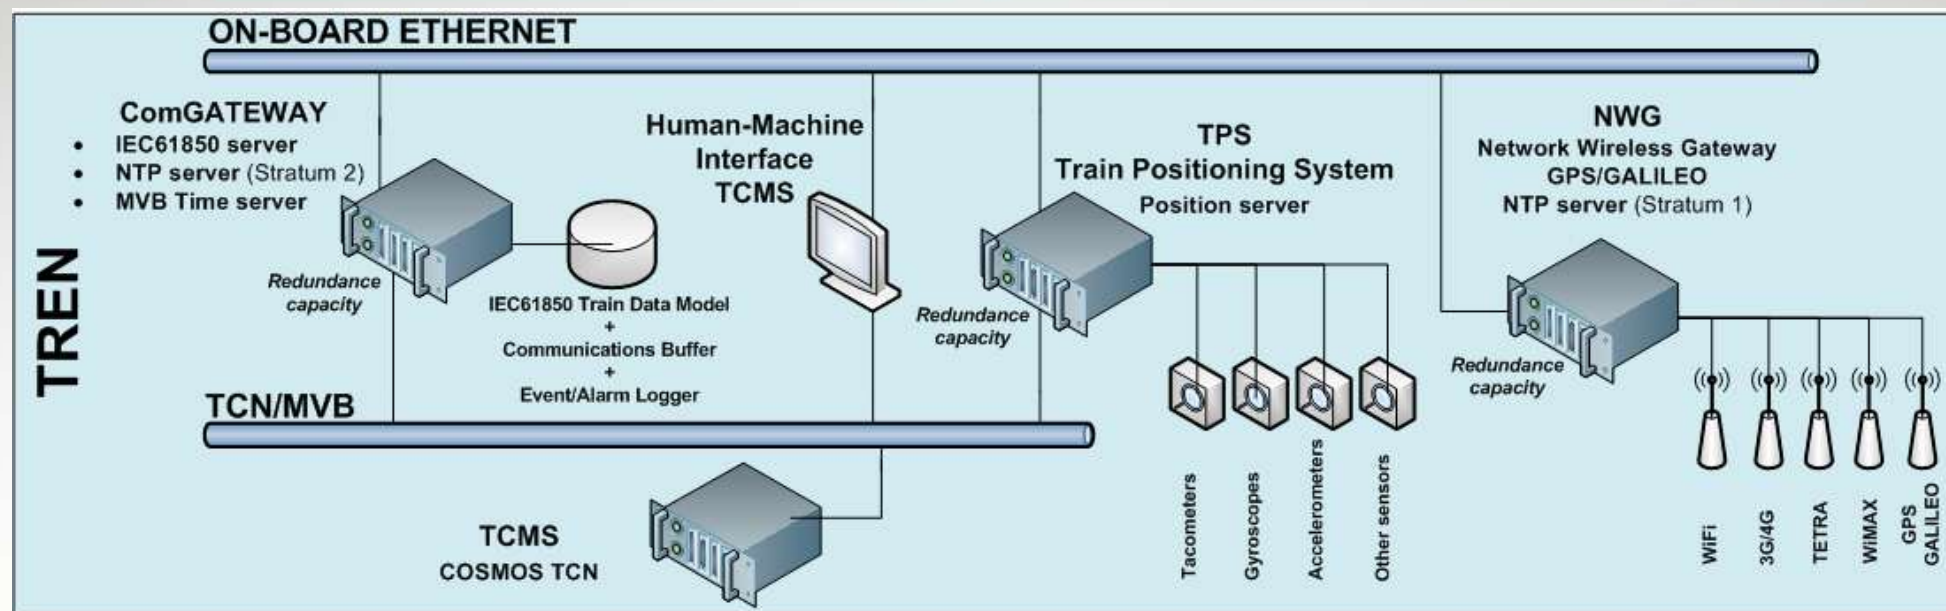 ON-BOARD ETHERNET
ComGATEWAY
• IEC61850 server
• NTP server (Stratum 2)
• MVB Time server
Redundance
capacity
IEC61850 Train Data Model
+
Communications Buffer
+
Event/Alarm Logger
Human-Machine
Interface
TCMS
TPS
Train Positioning System
Position server
Redundance
capacity
Tacometers
Gyroscopes
Accelerometers
Other sensors
NWG
Network Wireless Gateway
GPS/GALILEO
NTP server (Stratum 1)
Redundance
capacity
WiFi
3G/4G
TETRA
WiMAX
GPS
GALILEO
TREN
TCN/MVB
TCMS
COSMOS TCN